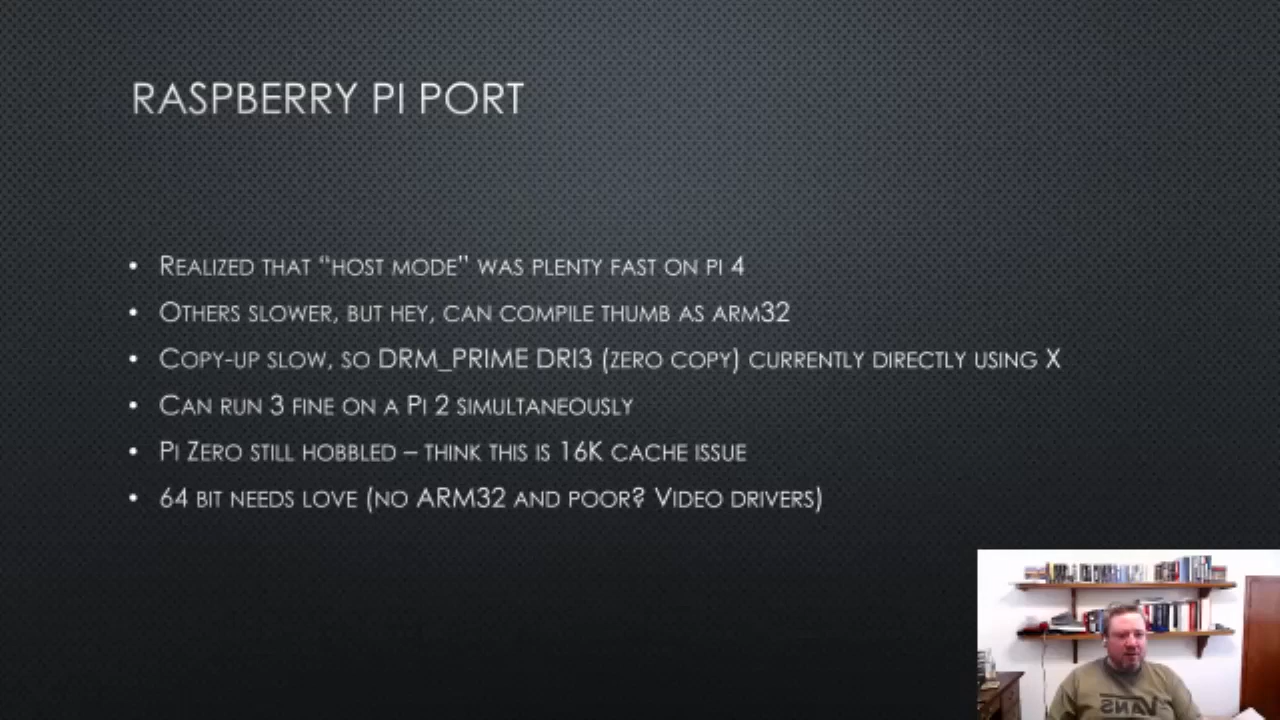 RASPBERRY PI PORT
• REALIZED THAT “HOST MODE” WAS PLENTY FAST ON PI 4
• OTHERS SLOWER, BUT HEY, CAN COMPILE THUMB AS ARM32
• COPY-UP SLOW, SO DRM_PRIME DRI3 (ZERO COPY) CURRENTLY DIRECTLY USING X
• CAN RUN 3 FINE ON A PI 2 SIMULTANEOUSLY
• PI ZERO STILL HOBBLED – THINK THIS IS 16K CACHE ISSUE
• 64 BIT NEEDS LOVE (NO ARM32 AND POOR? VIDEO DRIVERS)
VANS